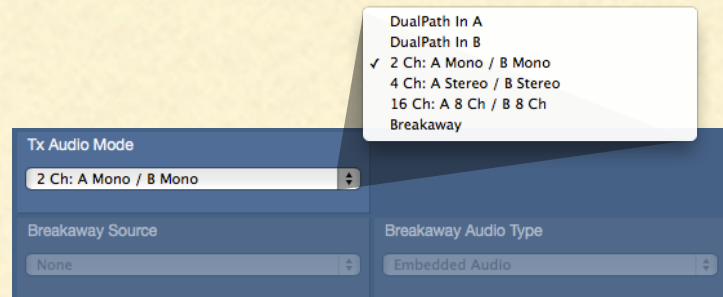 DualPath In A
DualPath In B
✓ 2 Ch: A Mono / B Mono
4 Ch: A Stereo / B Stereo
16 Ch: A 8 Ch / B 8 Ch
Breakaway
Tx Audio Mode
2 Ch: A Mono / B Mono
Breakaway Source
Breakaway Audio Type
None
Embedded Audio